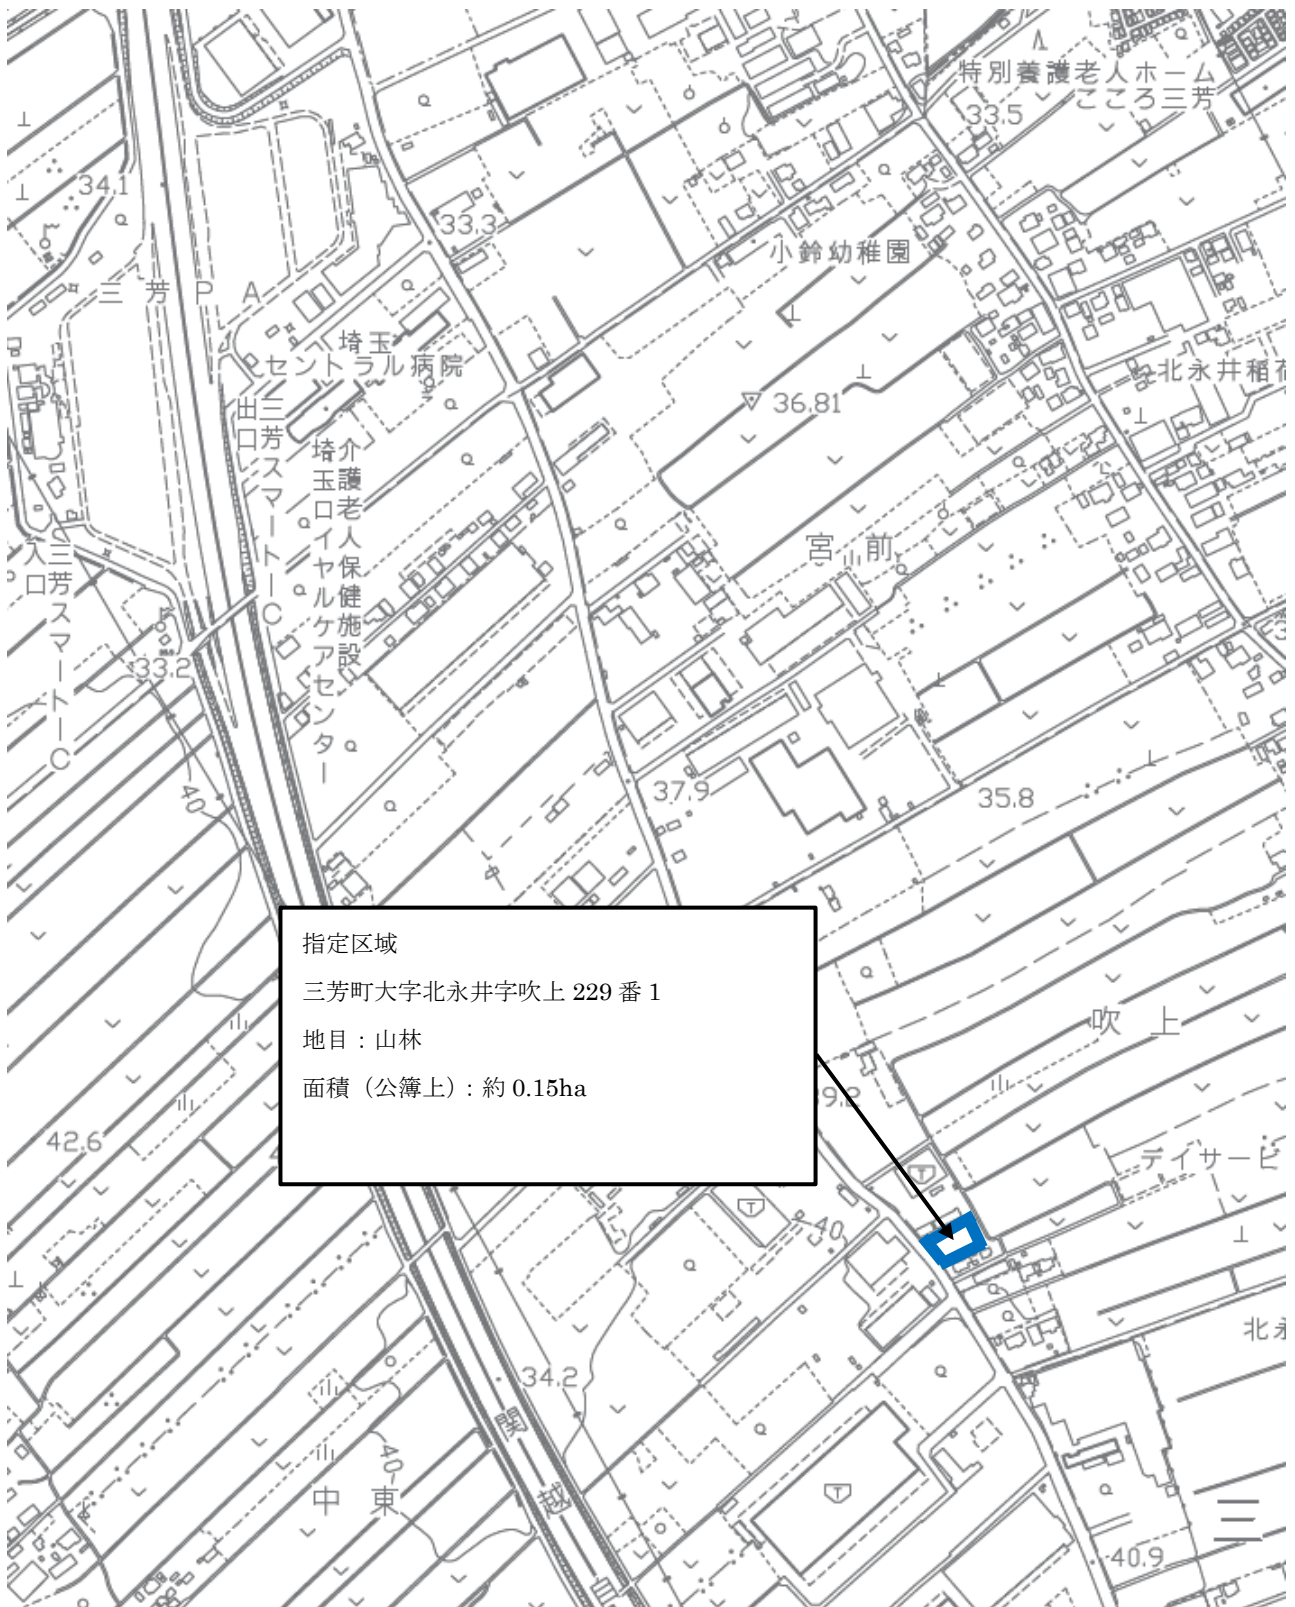 特別養護老人ホーム
こころ三芳
33.5
34.1
33.3
小鈴幼稚園
三芳PA
埼玉
セントラル病院
北永井稲荷
36.81
三芳スマートIC
出口
介護老人保健施設
埼玉ロイヤルケアセンター
宮前
三芳スマートIC
入口
33.2
40
37.9
35.8
指定区域
三芳町大字北永井字吹上 229 番 1
地目：山林
面積（公簿上）：約 0.15ha
吹上
39.2
42.6
デイサービ
40
北永
34.2
関越
40
中東
三
40.9